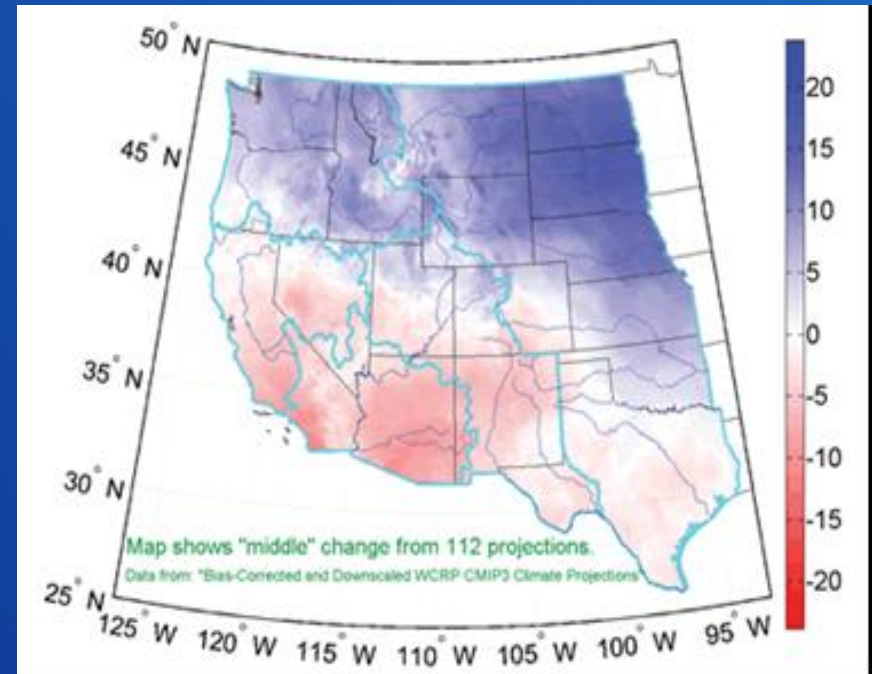 50° N
45° N
40° N
35° N
30° N
25° N
125° W 120° W 115° W 110° W 105° W 100° W 95° W
20
15
10
5
0
-5
-10
-15
-20
Map shows "middle" change from 112 projections.
Data from: "Bias-Corrected and Downscaled WCRP CMIP3 Climate Projections"